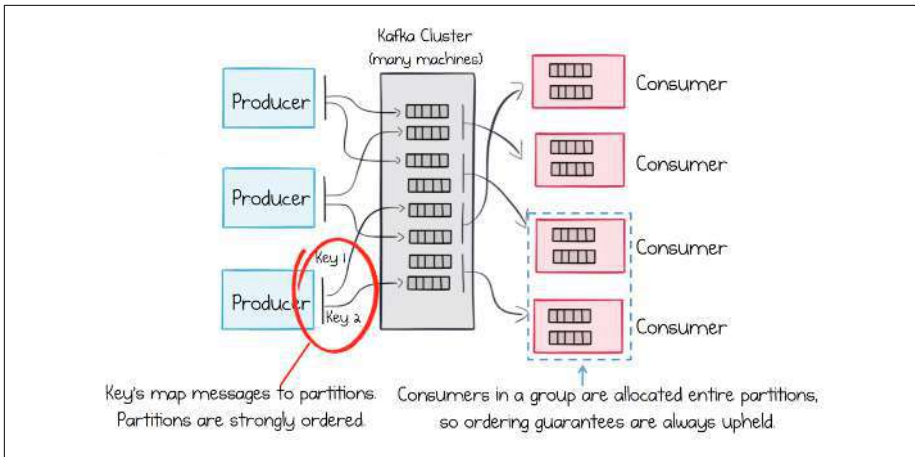 Kafka Cluster
(many machines)
Producer
Producer
Producer
Key 1
Key 2
Consumer
Consumer
Consumer
Consumer
Key's map messages to partitions.
Partitions are strongly ordered.
Consumers in a group are allocated entire partitions,
so ordering guarantees are always upheld.